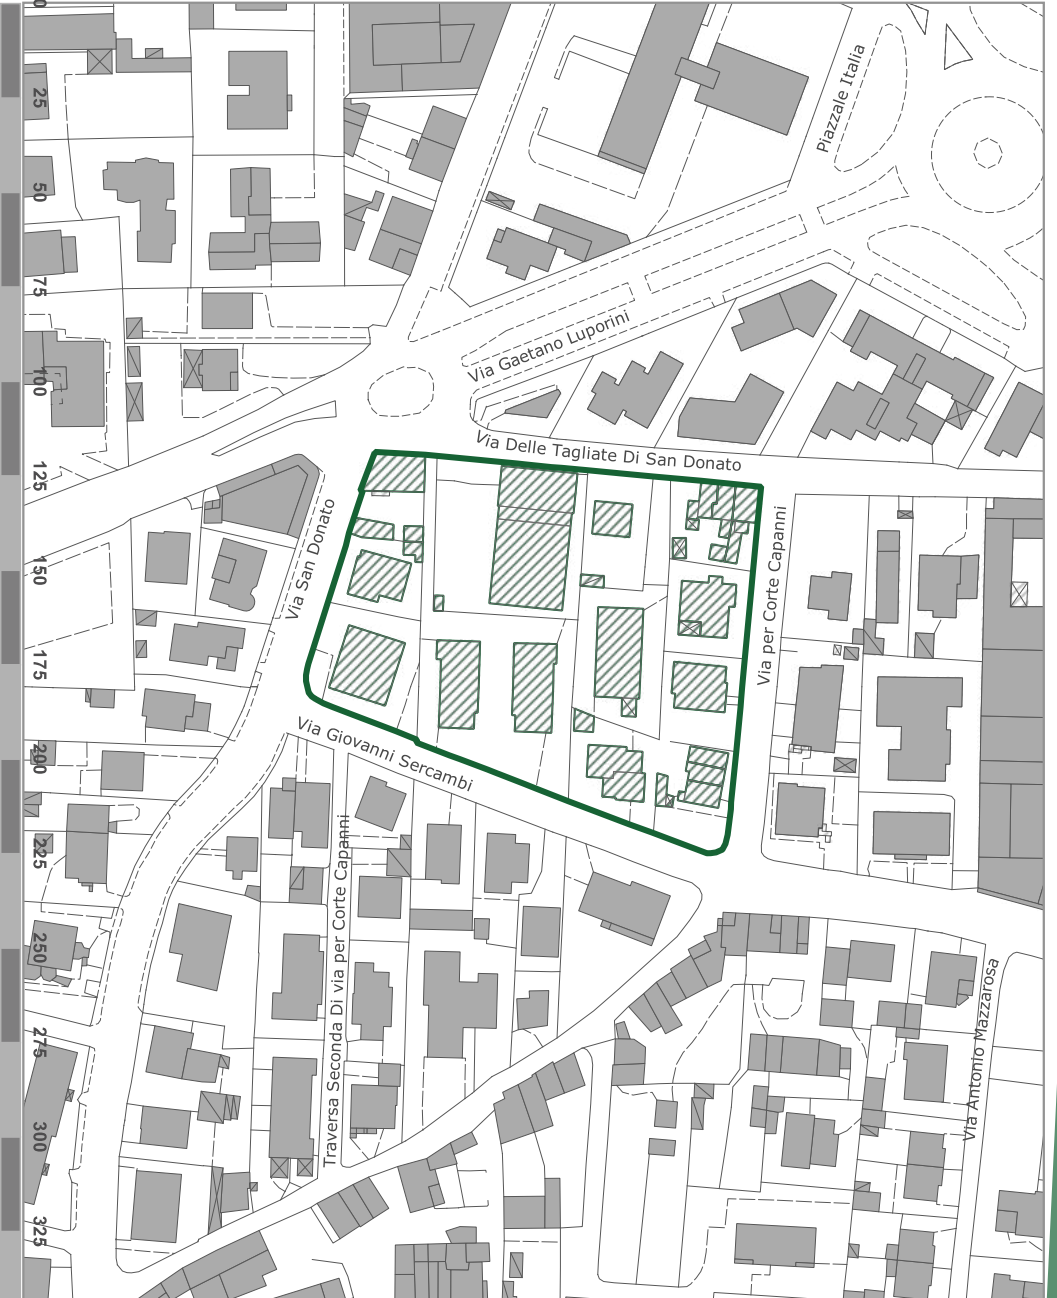 0
25
50
75
100
125
150
175
200
225
250
275
300
325
Piazzale Italia
Via Gaetano Luporini
Via Delle Tagliate Di San Donato
Via San Donato
Via per Corte Capanni
Via Giovanni Sercambi
Traversa Seconda Di via per Corte Capanni
Via Antonio Mazzarosa